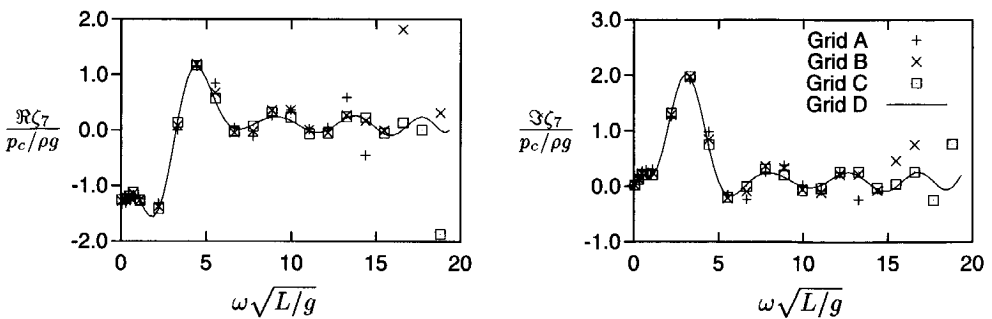 2.0
1.0
0.0
-1.0
-2.0
ℜζ₇
p_c/ρg
0 5 10 15 20
ω√L/g
3.0
2.0
1.0
0.0
-1.0
ℑζ₇
p_c/ρg
Grid A
Grid B
Grid C
Grid D
0 5 10 15 20
ω√L/g